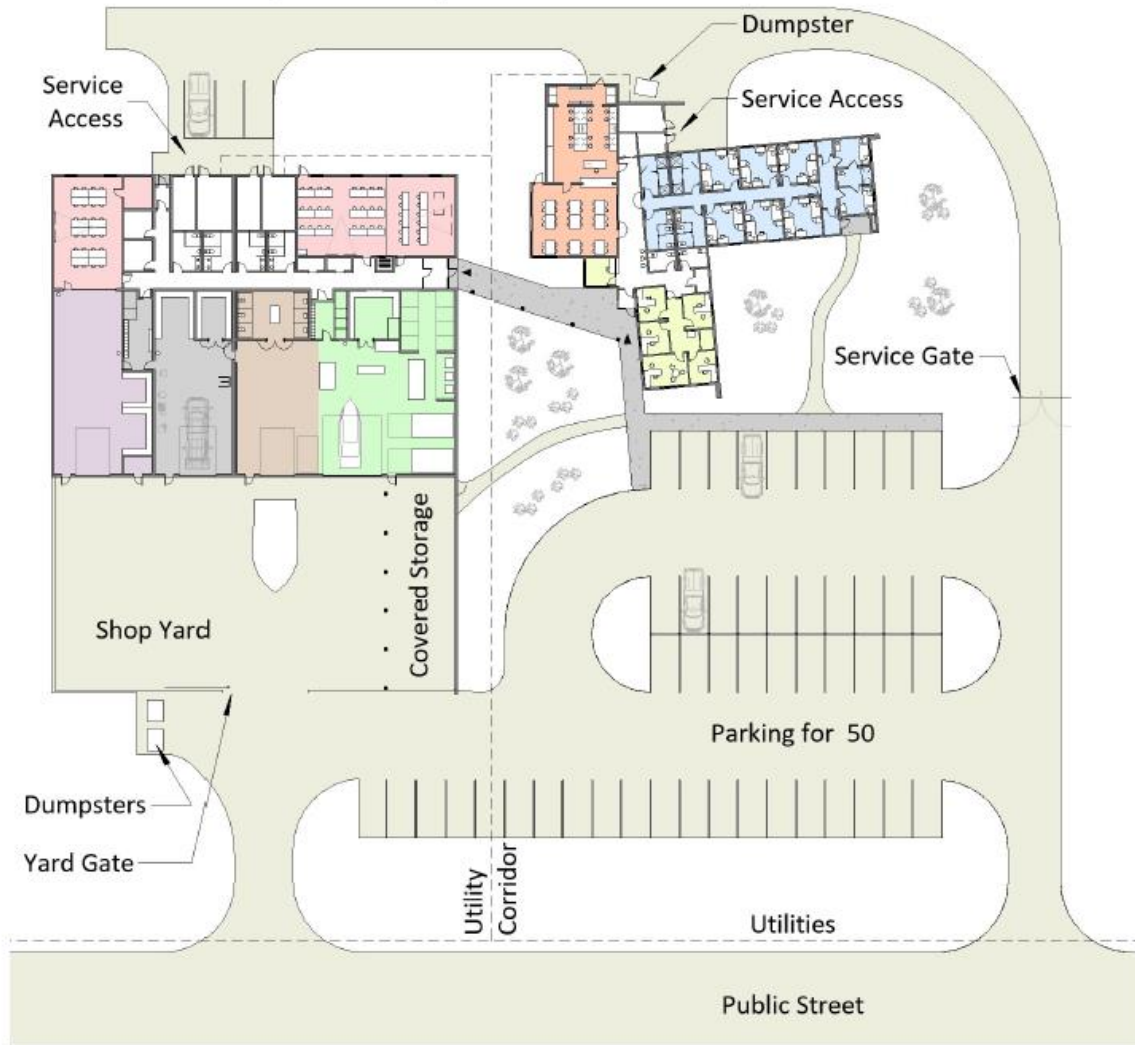 Dumpster
Service
Access
Service Access
Service Gate
Covered Storage
Shop Yard
Parking for 50
Dumpsters
Yard Gate
Utility
Corridor
Utilities
Public Street